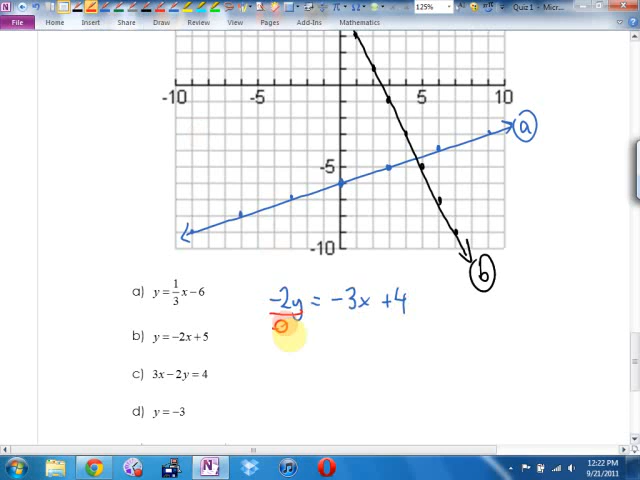 Quiz 1 - Micr...
File Home Insert Share Draw Review View Pages Add-Ins Mathematics
125%
-10 -5 5 10
a
-5
-10
b
a) y = 1/3 x - 6
-2y = -3x + 4
b) y = -2x + 5
c) 3x - 2y = 4
d) y = -3
12:22 PM
9/21/2011